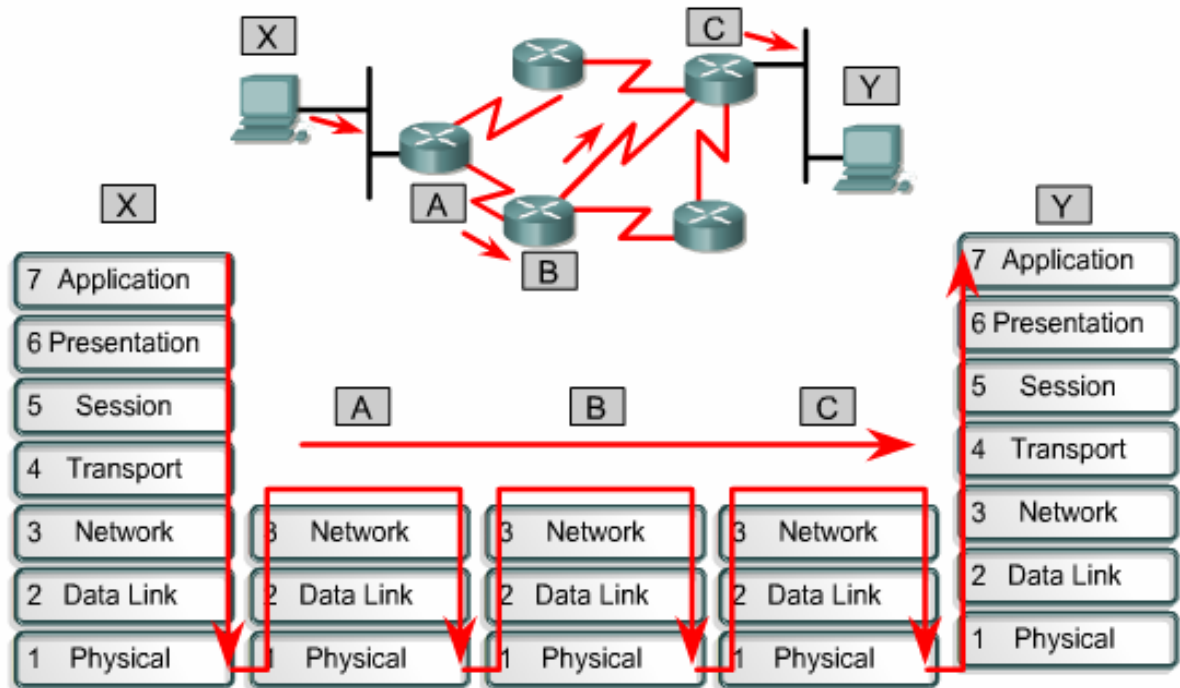 X
C
Y
A
B
X
Y
7 Application
6 Presentation
5 Session
4 Transport
3 Network
2 Data Link
1 Physical
A
3 Network
2 Data Link
1 Physical
B
3 Network
2 Data Link
1 Physical
C
3 Network
2 Data Link
1 Physical
7 Application
6 Presentation
5 Session
4 Transport
3 Network
2 Data Link
1 Physical